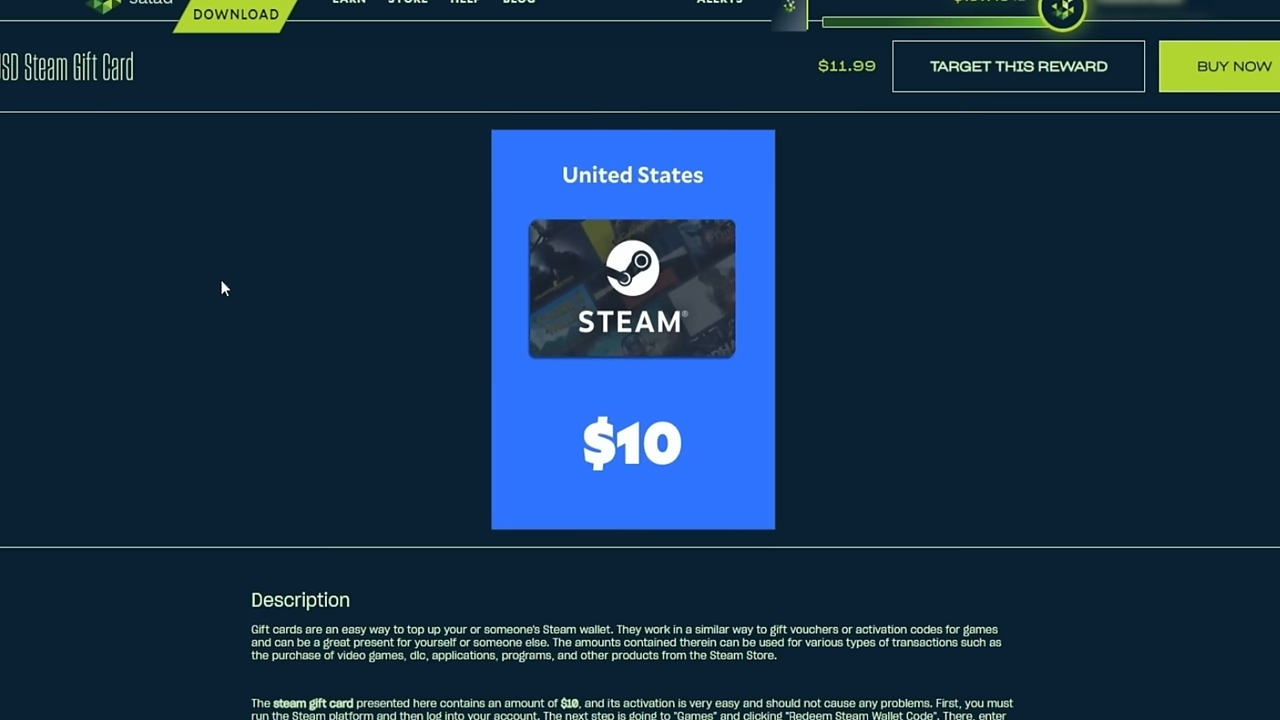 salad
DOWNLOAD
EARN
STORE
HELP
BLOG
ALERTS
SD Steam Gift Card
$11.99
TARGET THIS REWARD
BUY NOW
United States
STEAM®
$10
Description
Gift cards are an easy way to top up your or someone's Steam wallet. They work in a similar way to gift vouchers or activation codes for games
and can be a great present for yourself or someone else. The amounts contained therein can be used for various types of transactions such as
the purchase of video games, dlc, applications, programs, and other products from the Steam Store.
The steam gift card presented here contains an amount of $10, and its activation is very easy and should not cause any problems. First, you must
run the Steam platform and then log into your account. The next step is going to "Games" and clicking "Redeem Steam Wallet Code". There, enter